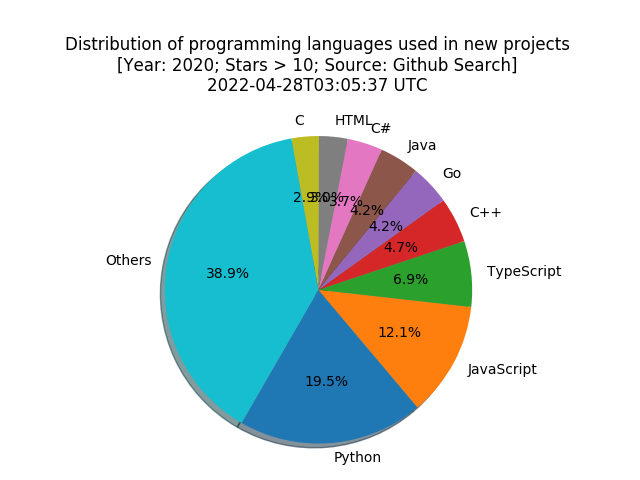 Distribution of programming languages used in new projects
[Year: 2020; Stars > 10; Source: Github Search]
2022-04-28T03:05:37 UTC
C
HTML
C#
Java
Go
C++
TypeScript
JavaScript
Python
Others
2.9%
3.0%
3.7%
4.2%
4.2%
4.7%
6.9%
12.1%
19.5%
38.9%